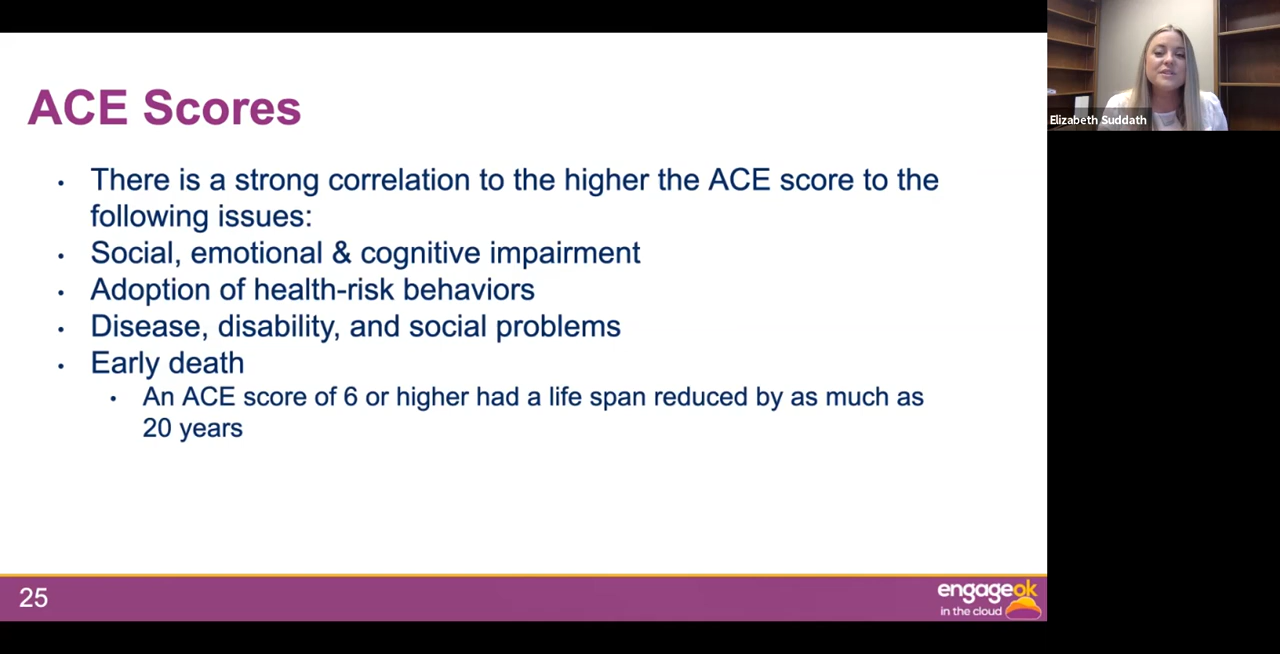 ACE Scores
• There is a strong correlation to the higher the ACE score to the
following issues:
• Social, emotional & cognitive impairment
• Adoption of health-risk behaviors
• Disease, disability, and social problems
• Early death
• An ACE score of 6 or higher had a life span reduced by as much as
20 years
25
engageok
in the cloud
Elizabeth Suddath